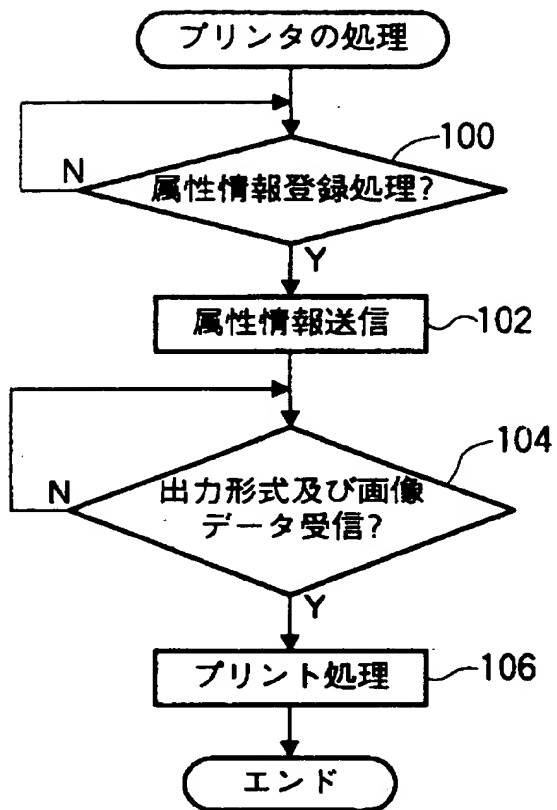 プリンタの処理
100
N
属性情報登録処理?
Y
属性情報送信
102
104
N
出力形式及び画像
データ受信?
Y
プリント処理
106
エンド